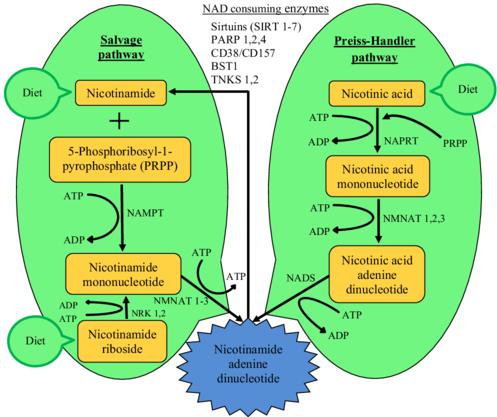 NAD consuming enzymes
Sirtuins (SIRT 1-7)
PARP 1,2,4
CD38/CD157
BST1
TNKS 1,2
Salvage
pathway
Diet
Nicotinamide
+
5-Phosphoribosyl-1-
pyrophosphate (PRPP)
ATP
NAMPT
ADP
Nicotinamide
mononucleotide
ATP
ATP
NMNAT 1-3
ADP
ATP
NRK 1,2
Diet
Nicotinamide
riboside
Preiss-Handler
pathway
Nicotinic acid
Diet
ATP
ADP
NAPRT
PRPP
Nicotinic acid
mononucleotide
ATP
NMNAT 1,2,3
ADP
Nicotinic acid
adenine
dinucleotide
NADS
ATP
ADP
Nicotinamide
adenine
dinucleotide